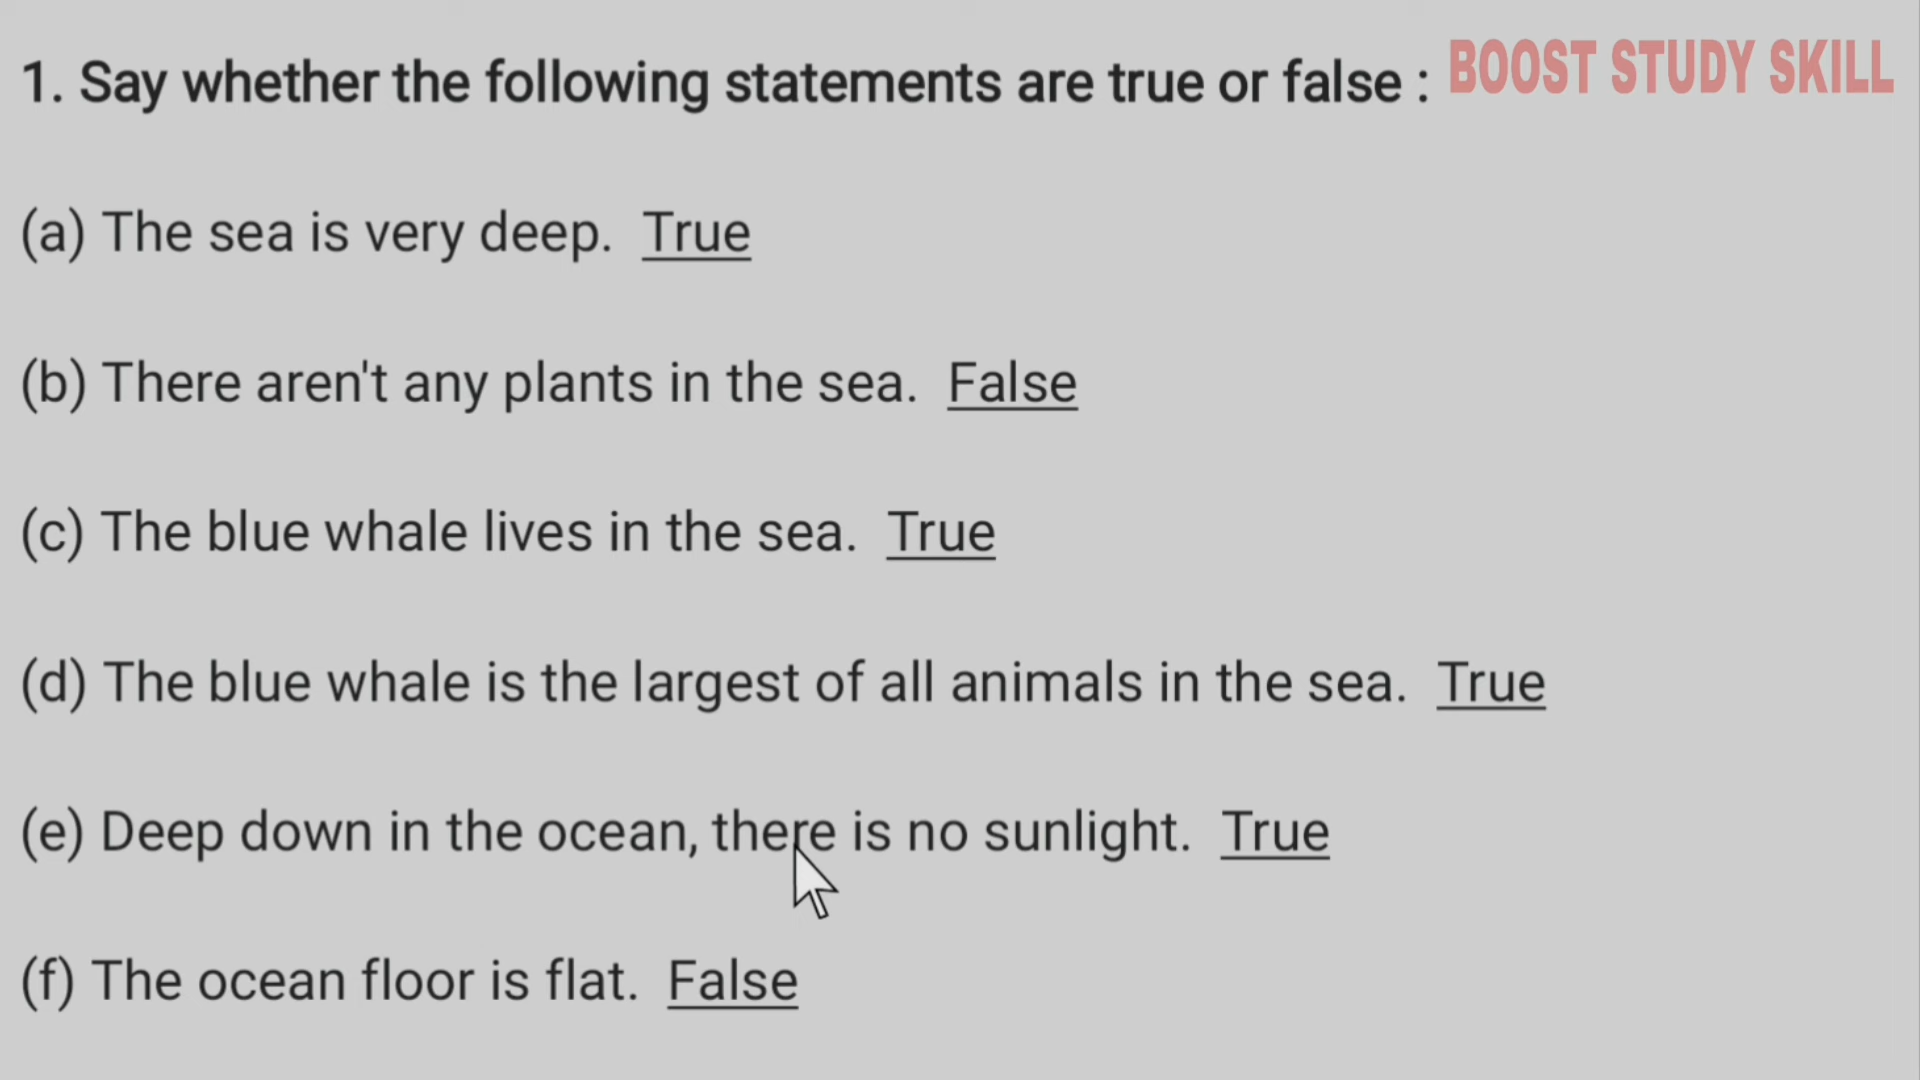 1. Say whether the following statements are true or false : BOOST STUDY SKILL
(a) The sea is very deep. True
(b) There aren't any plants in the sea. False
(c) The blue whale lives in the sea. True
(d) The blue whale is the largest of all animals in the sea. True
(e) Deep down in the ocean, there is no sunlight. True
(f) The ocean floor is flat. False